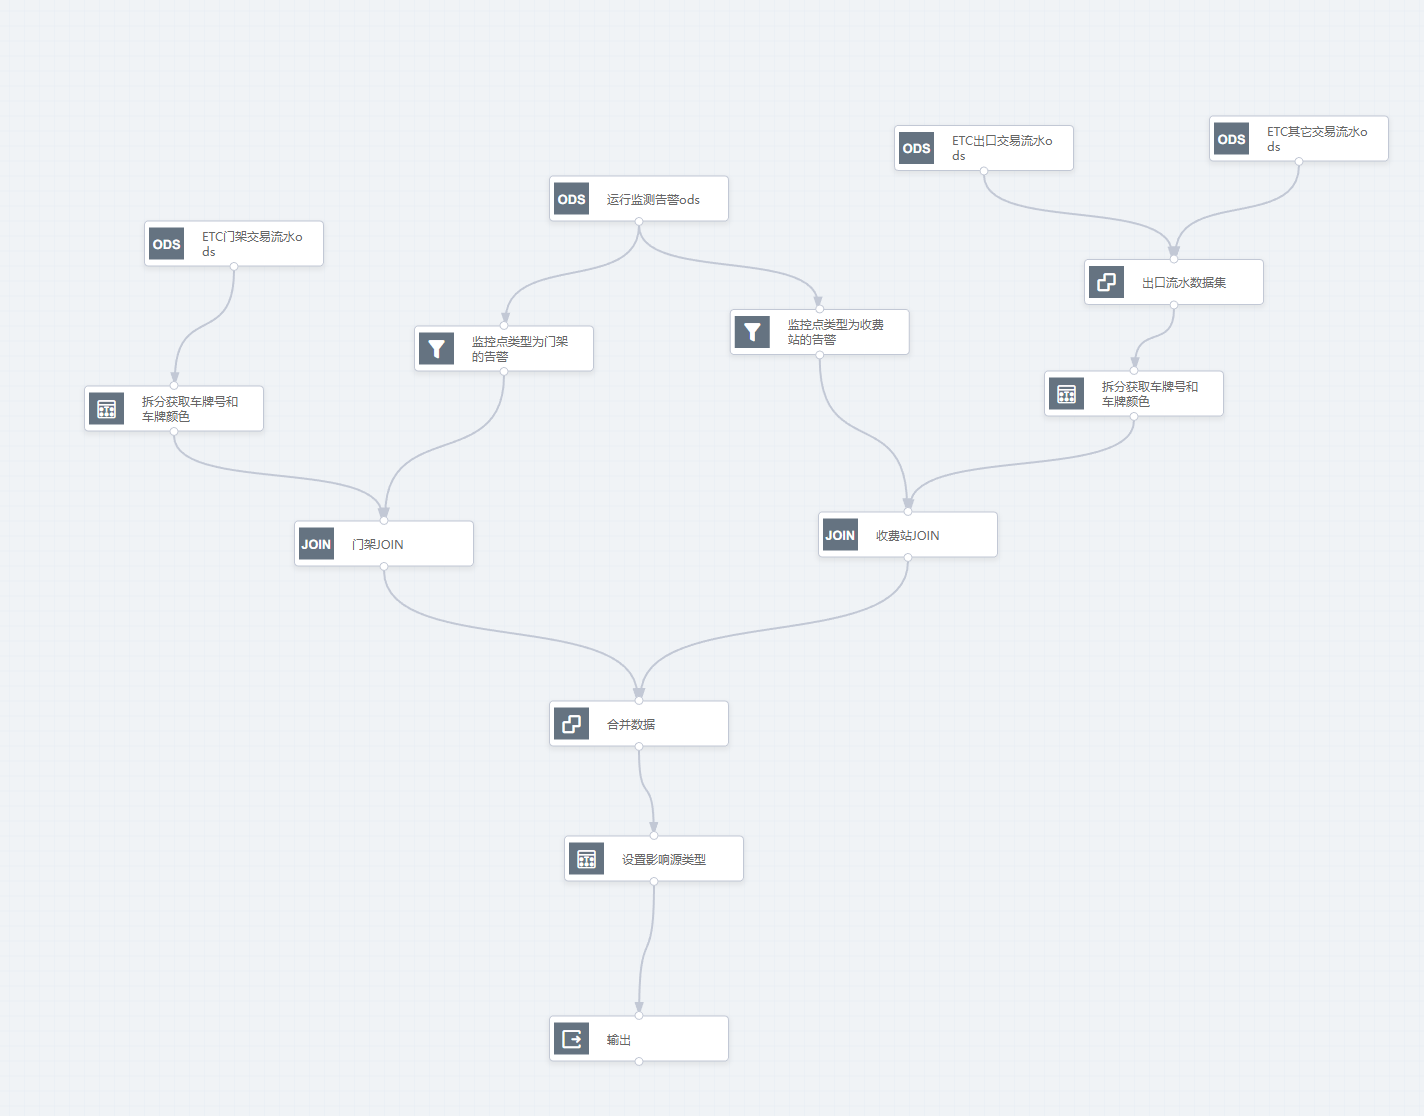 ODS
ETC出口交易流水o
ds
ODS
ETC其它交易流水o
ds
ODS
运行监测告警ods
ODS
ETC门架交易流水o
ds
出口流水数据集
监控点类型为门架
的告警
监控点类型为收费
站的告警
拆分获取车牌号和
车牌颜色
拆分获取车牌号和
车牌颜色
JOIN
门架JOIN
JOIN
收费站JOIN
合并数据
设置影响源类型
输出